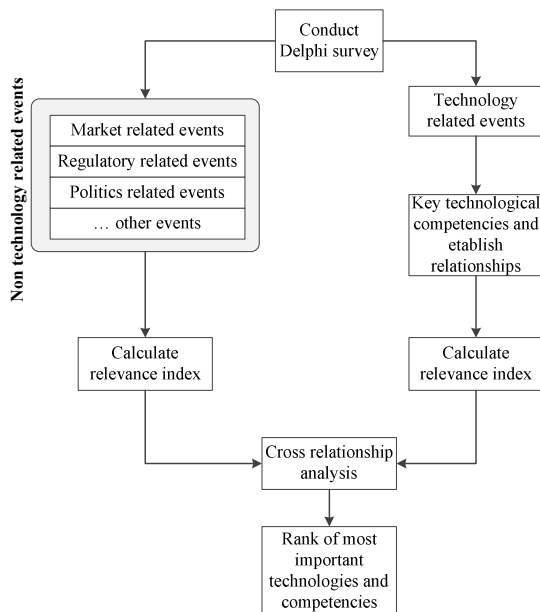 Conduct
Delphi survey
Non technology related events
Market related events
Regulatory related events
Politics related events
… other events
Technology
related events
Key technological
competencies and
etablish
relationships
Calculate
relevance index
Calculate
relevance index
Cross relationship
analysis
Rank of most
important
technologies and
competencies